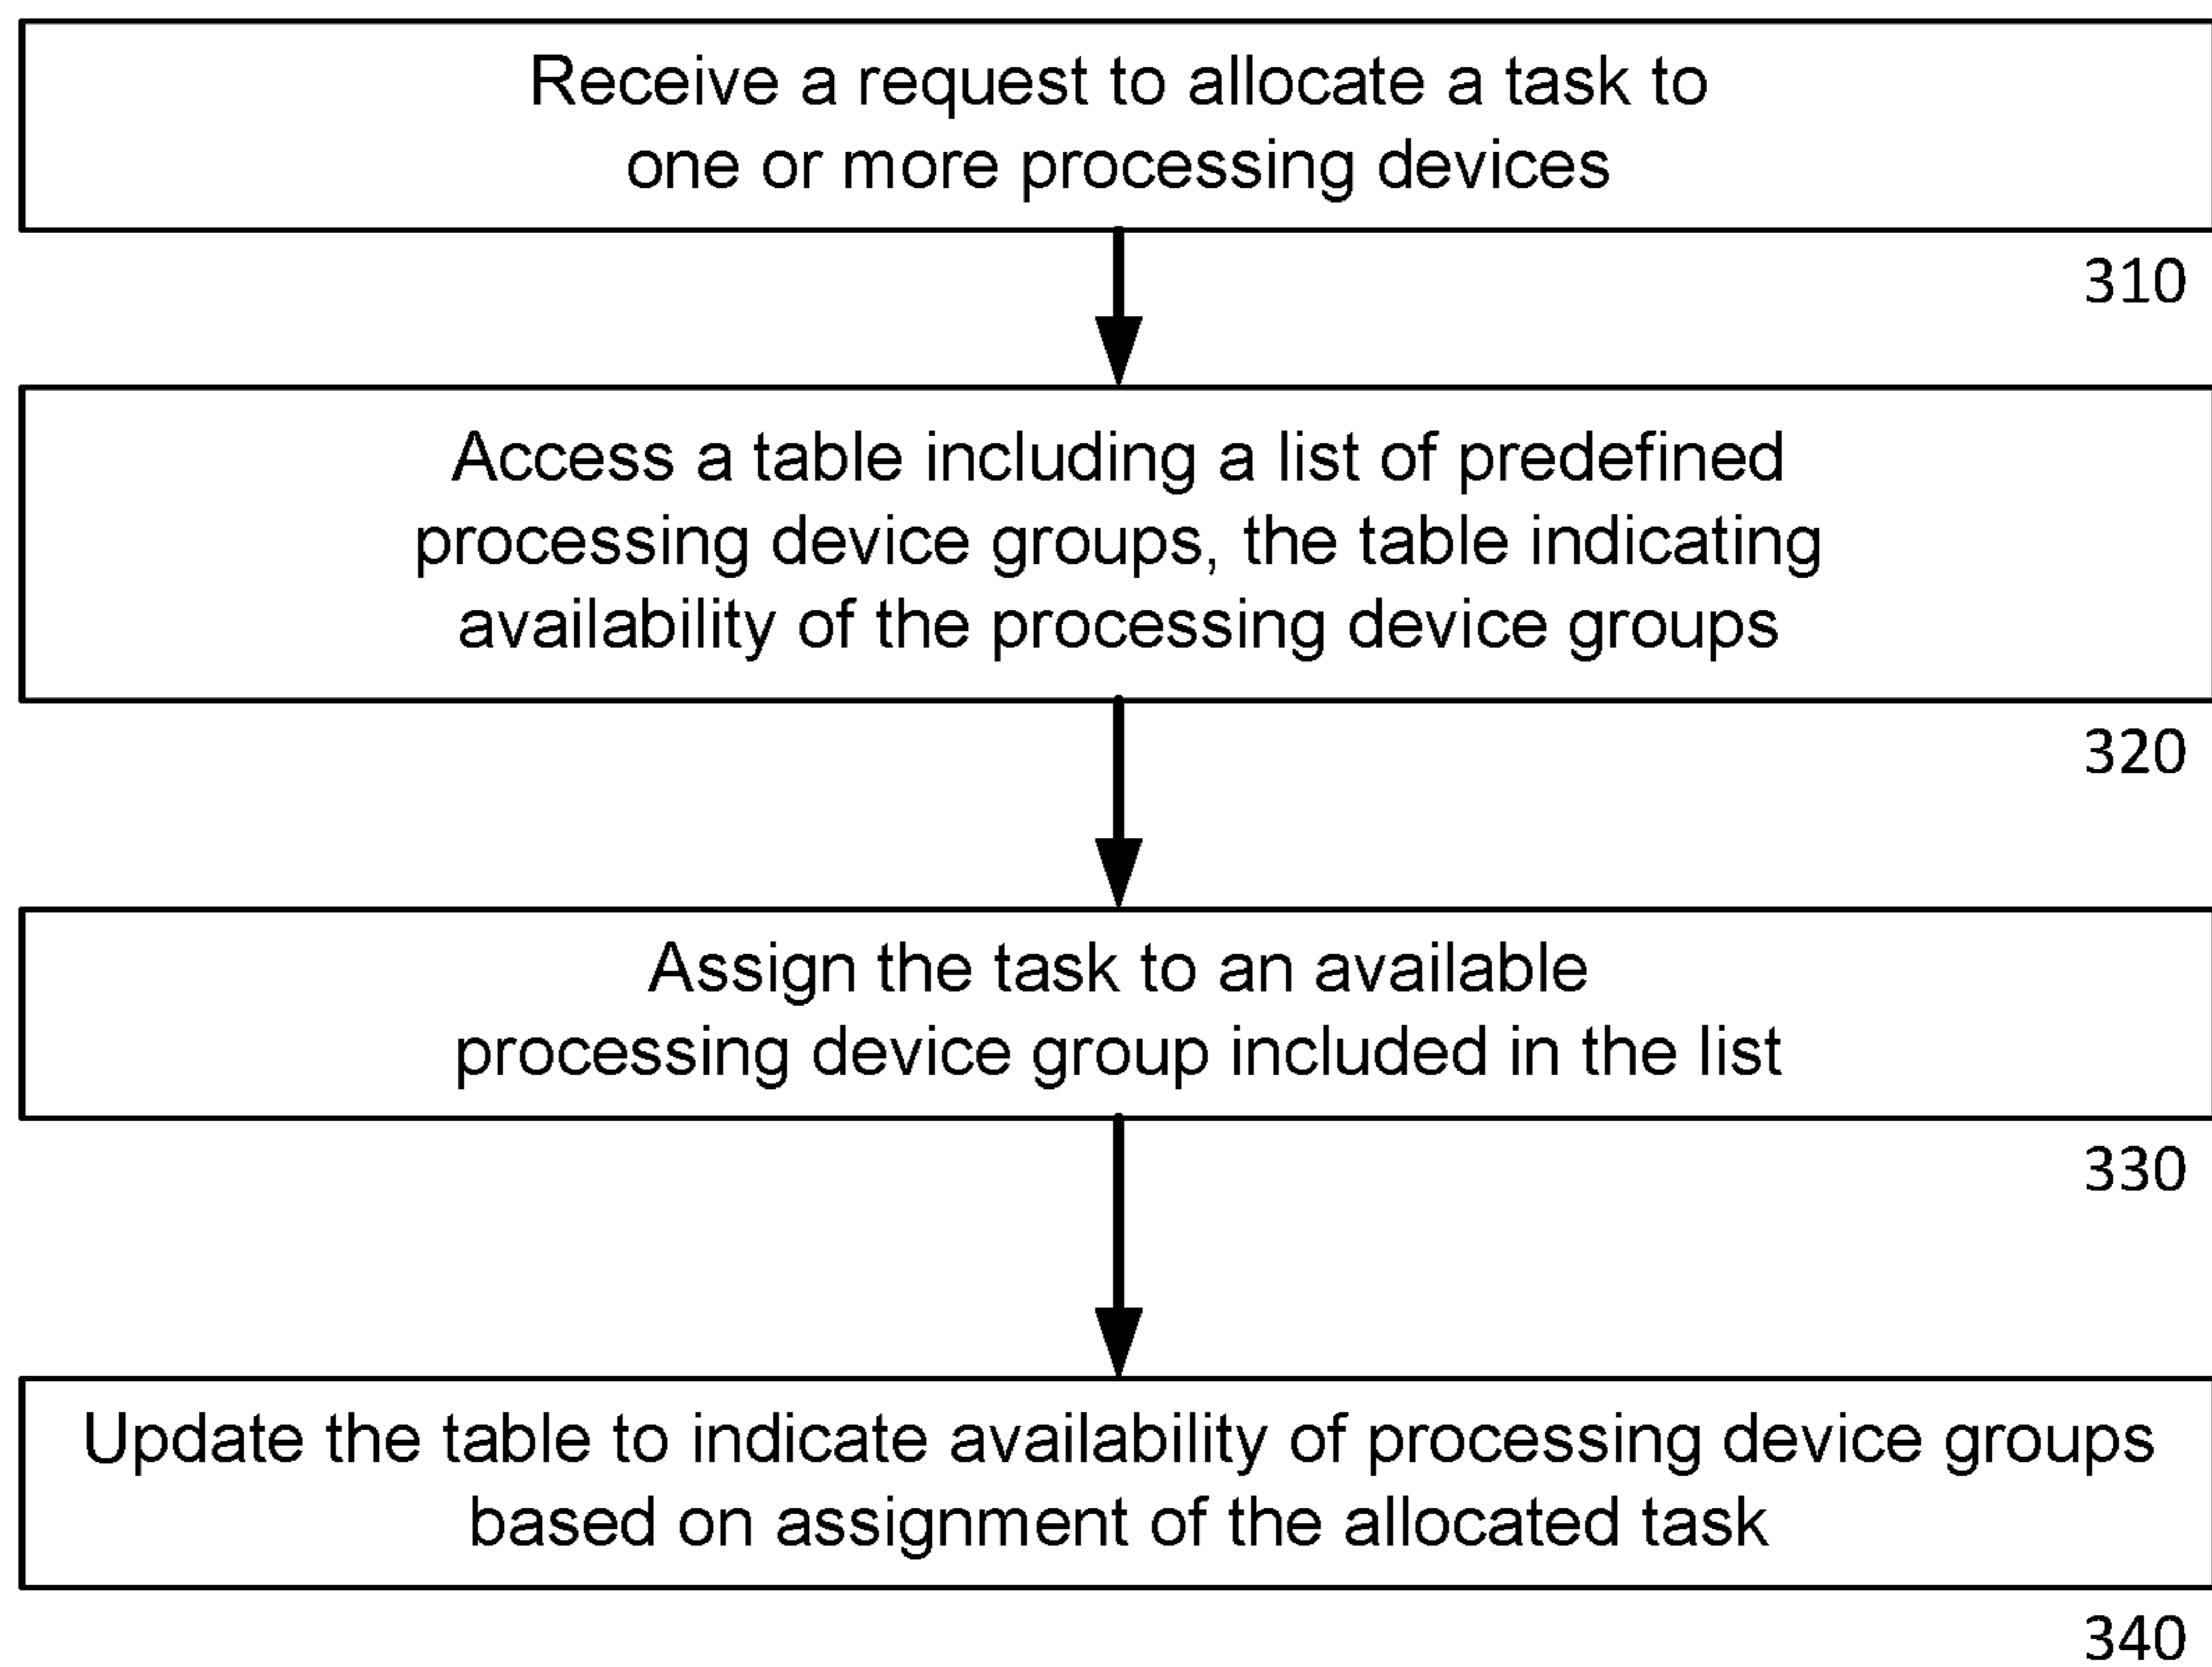 Receive a request to allocate a task to
one or more processing devices
310
Access a table including a list of predefined
processing device groups, the table indicating
availability of the processing device groups
320
Assign the task to an available
processing device group included in the list
330
Update the table to indicate availability of processing device groups
based on assignment of the allocated task
340